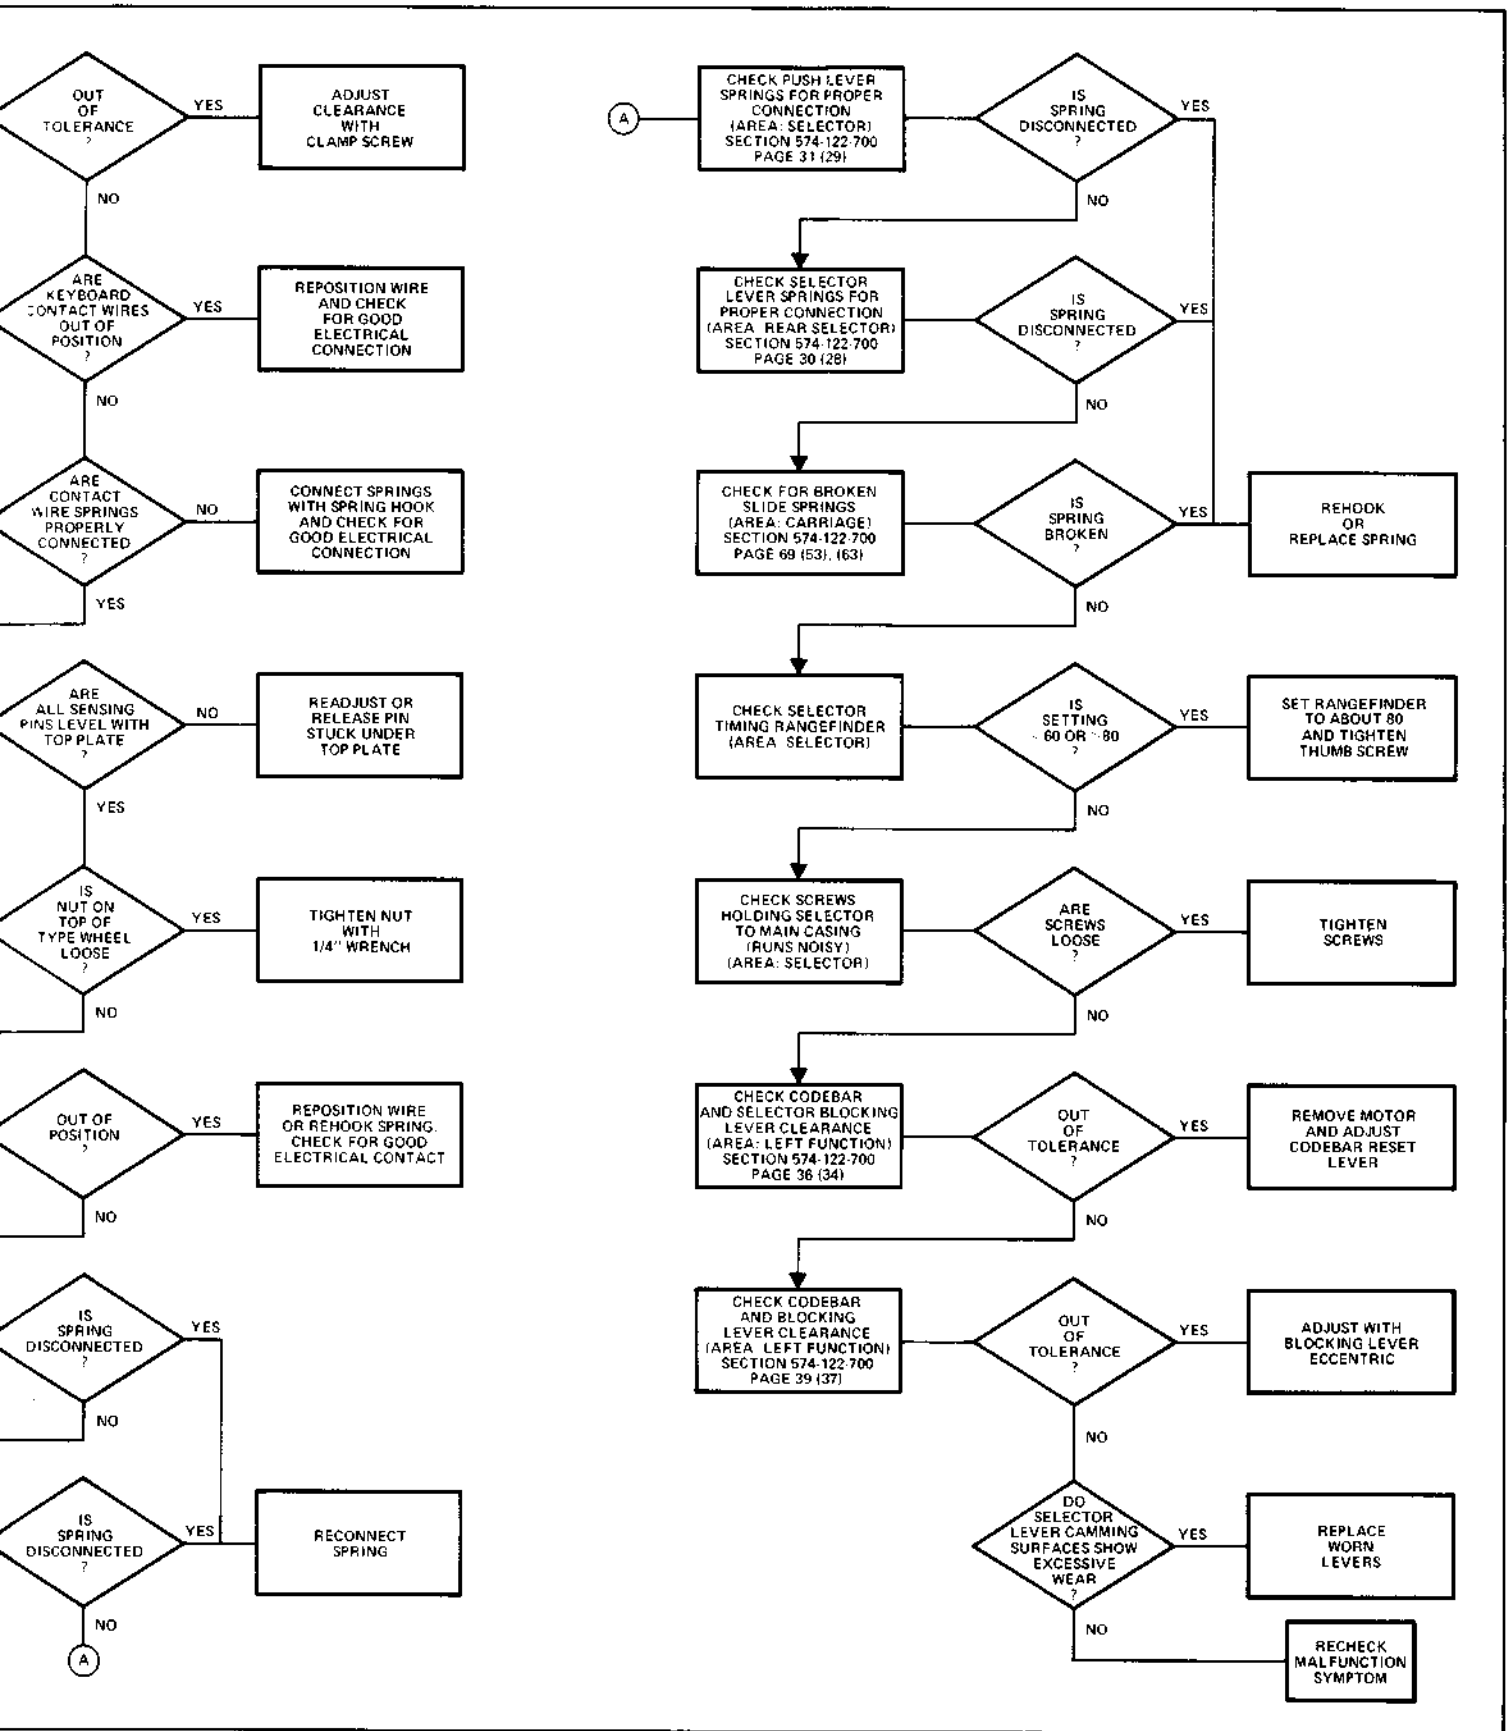 OUT
OF
TOLERANCE
?
YES
ADJUST
CLEARANCE
WITH
CLAMP SCREW
NO
ARE
KEYBOARD
CONTACT WIRES
OUT OF
POSITION
?
YES
REPOSITION WIRE
AND CHECK
FOR GOOD
ELECTRICAL
CONNECTION
NO
ARE
CONTACT
WIRE SPRINGS
PROPERLY
CONNECTED
?
NO
CONNECT SPRINGS
WITH SPRING HOOK
AND CHECK FOR
GOOD ELECTRICAL
CONNECTION
YES
ARE
ALL SENSING
PINS LEVEL WITH
TOP PLATE
?
NO
READJUST OR
RELEASE PIN
STUCK UNDER
TOP PLATE
YES
IS
NUT ON
TOP OF
TYPE WHEEL
LOOSE
?
YES
TIGHTEN NUT
WITH
1/4" WRENCH
NO
OUT OF
POSITION
?
YES
REPOSITION WIRE
OR REHOOK SPRING.
CHECK FOR GOOD
ELECTRICAL CONTACT
NO
IS
SPRING
DISCONNECTED
?
YES
NO
IS
SPRING
DISCONNECTED
?
YES
RECONNECT
SPRING
NO
A
A
CHECK PUSH LEVER
SPRINGS FOR PROPER
CONNECTION
(AREA: SELECTOR)
SECTION 574-122-700
PAGE 31 (29)
IS
SPRING
DISCONNECTED
?
YES
NO
CHECK SELECTOR
LEVER SPRINGS FOR
PROPER CONNECTION
(AREA REAR SELECTOR)
SECTION 574-122-700
PAGE 30 (28)
IS
SPRING
DISCONNECTED
?
YES
NO
CHECK FOR BROKEN
SLIDE SPRINGS
(AREA: CARRIAGE)
SECTION 574-122-700
PAGE 69 (53), (63)
IS
SPRING
BROKEN
?
YES
REHOOK
OR
REPLACE SPRING
NO
CHECK SELECTOR
TIMING RANGEFINDER
(AREA SELECTOR)
IS
SETTING
60 OR 80
?
YES
SET RANGEFINDER
TO ABOUT 80
AND TIGHTEN
THUMB SCREW
NO
CHECK SCREWS
HOLDING SELECTOR
TO MAIN CASING
(RUNS NOISY)
(AREA: SELECTOR)
ARE
SCREWS
LOOSE
?
YES
TIGHTEN
SCREWS
NO
CHECK CODEBAR
AND SELECTOR BLOCKING
LEVER CLEARANCE
(AREA: LEFT FUNCTION)
SECTION 574-122-700
PAGE 36 (34)
OUT
OF
TOLERANCE
?
YES
REMOVE MOTOR
AND ADJUST
CODEBAR RESET
LEVER
NO
CHECK CODEBAR
AND BLOCKING
LEVER CLEARANCE
(AREA LEFT FUNCTION)
SECTION 574-122-700
PAGE 39 (37)
OUT
OF
TOLERANCE
?
YES
ADJUST WITH
BLOCKING LEVER
ECCENTRIC
NO
DO
SELECTOR
LEVER CAMMING
SURFACES SHOW
EXCESSIVE
WEAR
?
YES
REPLACE
WORN
LEVERS
NO
RECHECK
MALFUNCTION
SYMPTOM